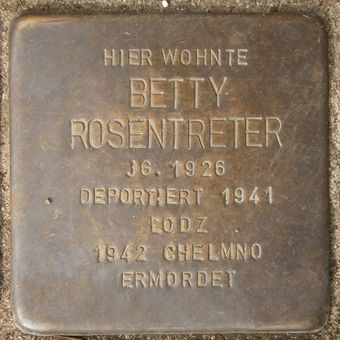 HIER WOHNTE
BETTY
ROSENTRETER
JG. 1926
DEPORTIERT 1941
LODZ
1942 CHELMNO
ERMORDET